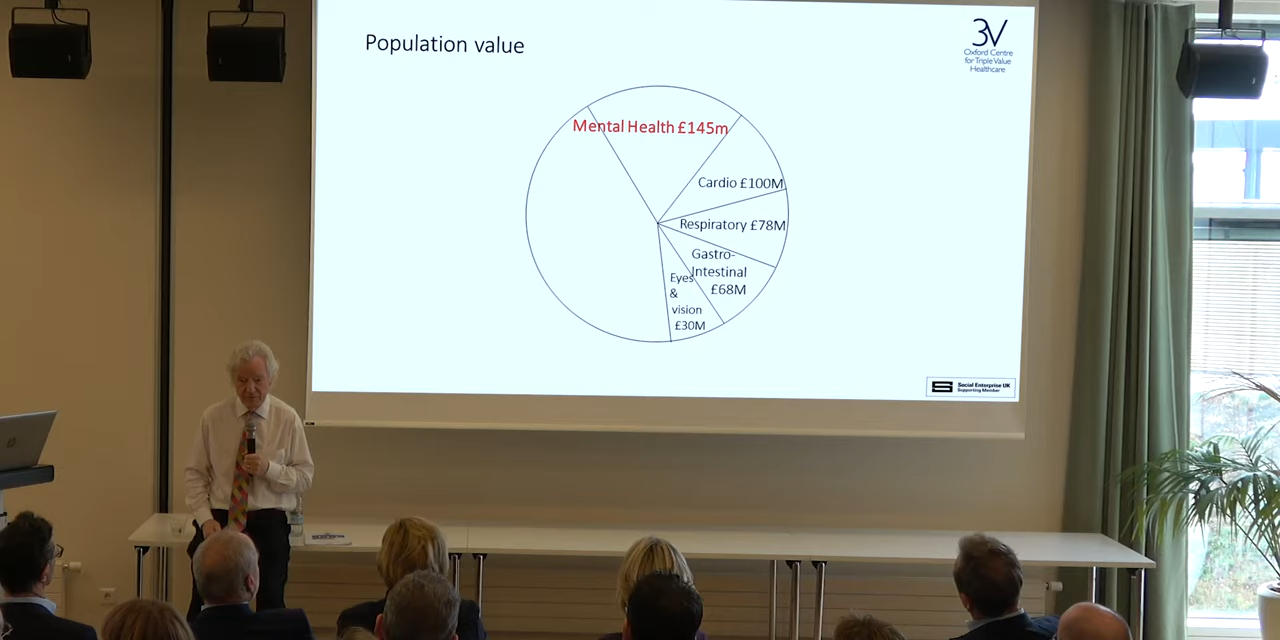 Population value
3V
Oxford Centre
for Triple Value
Healthcare
Mental Health £145m
Cardio £100M
Respiratory £78M
Gastro-
Intestinal
£68M
Eyes
&
vision
£30M
Social Enterprise UK
Supporting Member